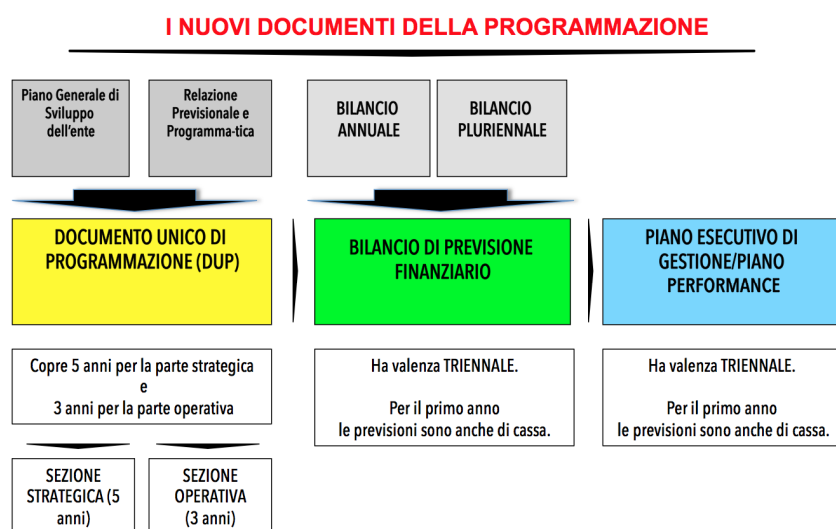 I NUOVI DOCUMENTI DELLA PROGRAMMAZIONE
Piano Generale di
Sviluppo
dell'ente
Relazione
Previsionale e
Programma-tica
BILANCIO
ANNUALE
BILANCIO
PLURIENNALE
DOCUMENTO UNICO DI
PROGRAMMAZIONE (DUP)
BILANCIO DI PREVISIONE
FINANZIARIO
PIANO ESECUTIVO DI
GESTIONE/PIANO
PERFORMANCE
Copre 5 anni per la parte strategica
e
3 anni per la parte operativa
Ha valenza TRIENNALE.
Per il primo anno
le previsioni sono anche di cassa.
Ha valenza TRIENNALE.
Per il primo anno
le previsioni sono anche di cassa.
SEZIONE
STRATEGICA (5
anni)
SEZIONE
OPERATIVA
(3 anni)